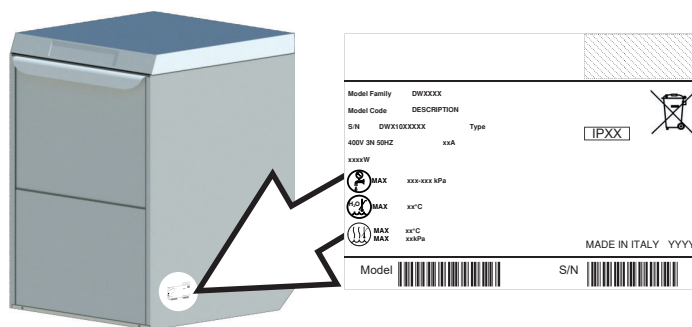 Model Family DWXXXX
Model Code DESCRIPTION
S/N DWX10XXXXX Type
400V 3N 50HZ xxA
xxxxW
IPXX
MAX xxx-xxx kPa
H₂O MAX xx°C
MAX xx°C
MAX xxkPa
MADE IN ITALY YYYY
Model S/N